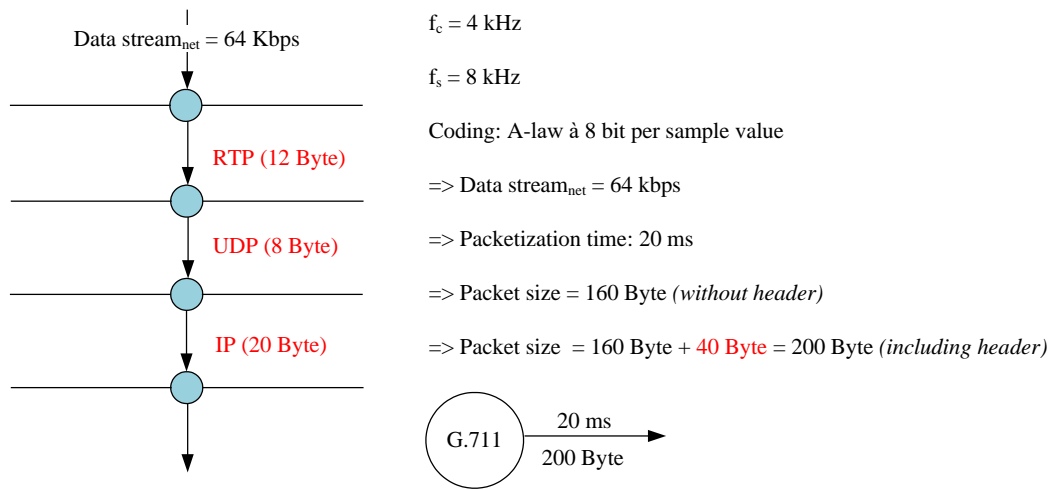 Data stream_net = 64 Kbps
RTP (12 Byte)
UDP (8 Byte)
IP (20 Byte)
f_c = 4 kHz
f_s = 8 kHz
Coding: A-law à 8 bit per sample value
=> Data stream_net = 64 kbps
=> Packetization time: 20 ms
=> Packet size = 160 Byte (without header)
=> Packet size = 160 Byte + 40 Byte = 200 Byte (including header)
G.711
20 ms
200 Byte